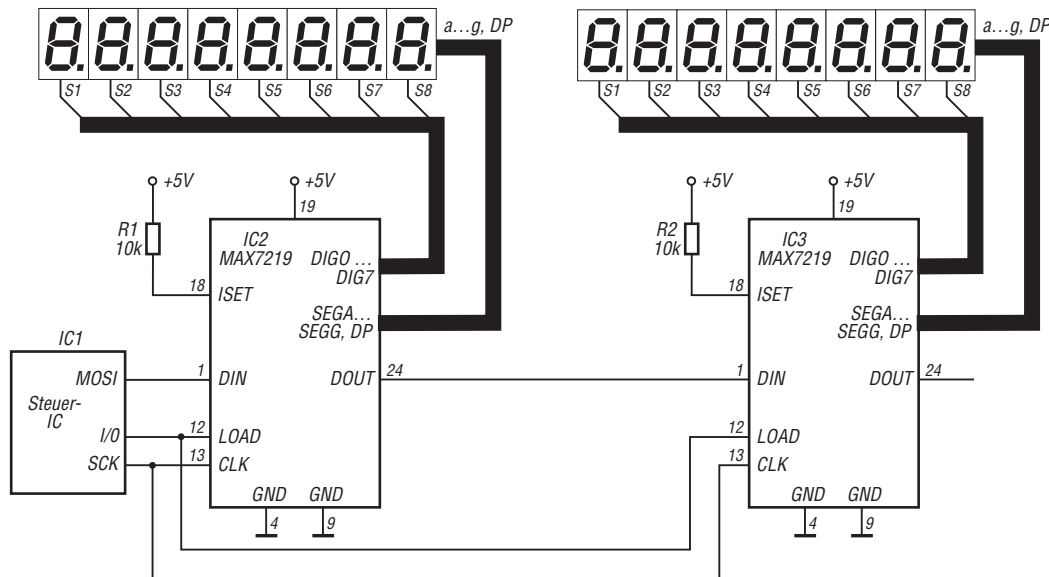 a...g, DP
a...g, DP
S1 S2 S3 S4 S5 S6 S7 S8
S1 S2 S3 S4 S5 S6 S7 S8
+5V
+5V
19
R1
10k
IC2
MAX7219
DIGO ...
DIG7
18
ISET
SEGA...
SEGG, DP
IC1
MOSI
Steuer-
IC
I/0
SCK
1
DIN
DOUT
24
12
LOAD
13
CLK
GND
GND
4
9
+5V
+5V
19
R2
10k
IC3
MAX7219
DIGO ...
DIG7
18
ISET
SEGA...
SEGG, DP
1
DIN
DOUT
24
12
LOAD
13
CLK
GND
GND
4
9